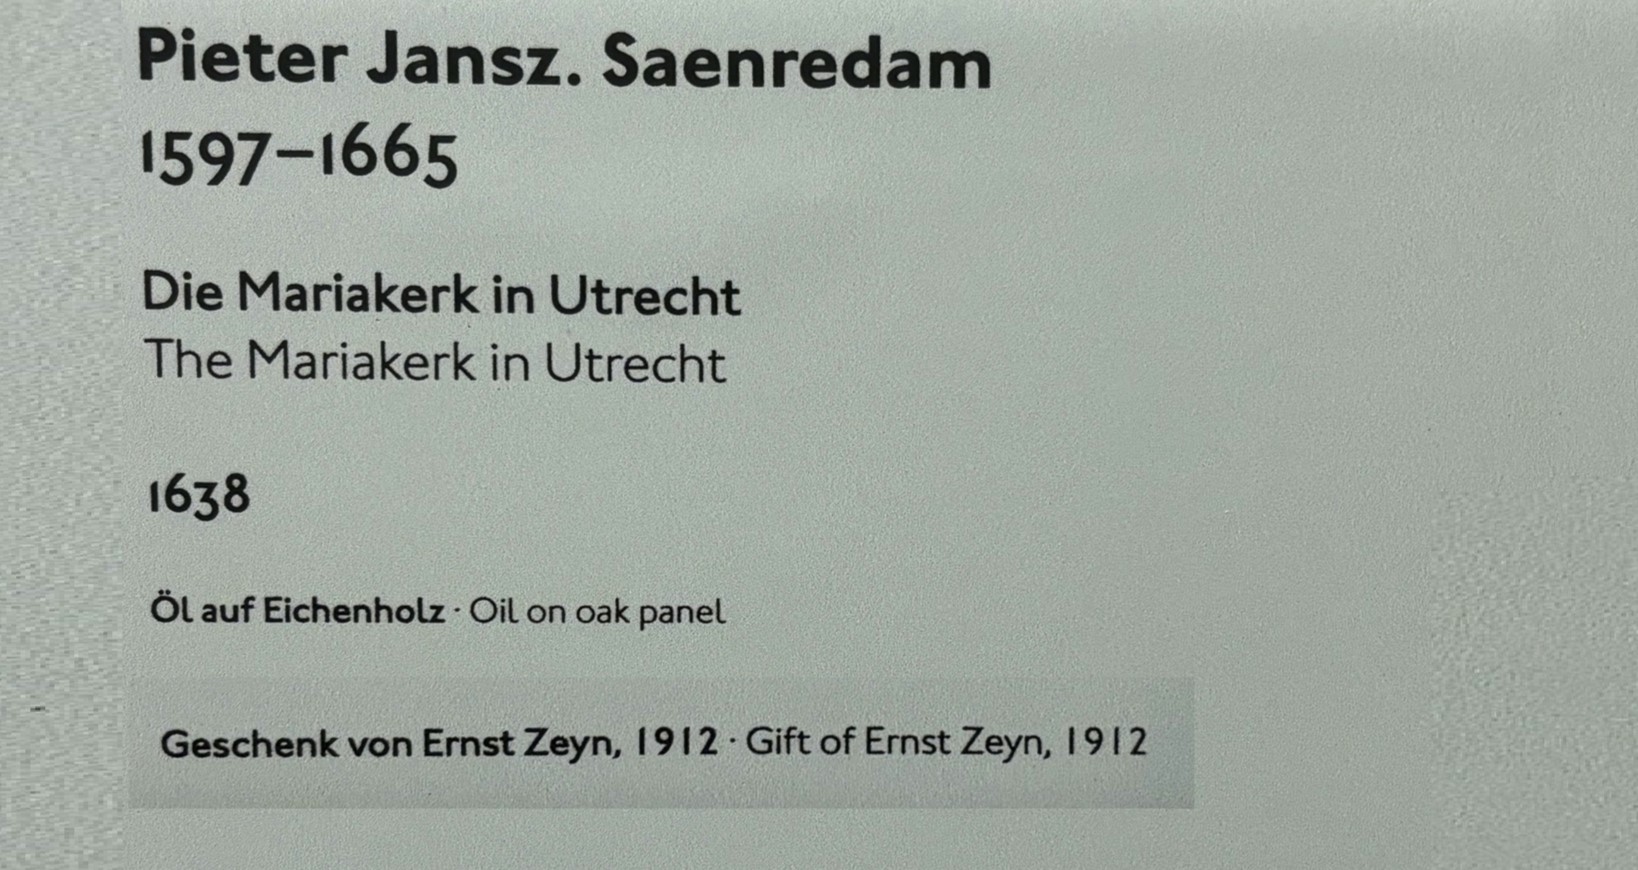 Pieter Jansz. Saenredam
1597–1665
Die Mariakerk in Utrecht
The Mariakerk in Utrecht
1638
Öl auf Eichenholz · Oil on oak panel
Geschenk von Ernst Zeyn, 1912 · Gift of Ernst Zeyn, 1912